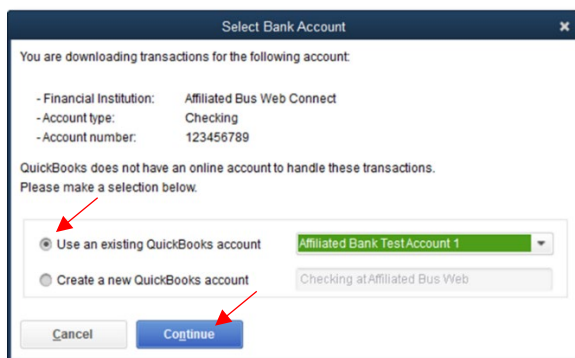 Select Bank Account
You are downloading transactions for the following account:
- Financial Institution: Affiliated Bus Web Connect
- Account type: Checking
- Account number: 123456789
QuickBooks does not have an online account to handle these transactions.
Please make a selection below.
Use an existing QuickBooks account Affiliated Bank Test Account 1
Create a new QuickBooks account Checking at Affiliated Bus Web
Cancel Continue